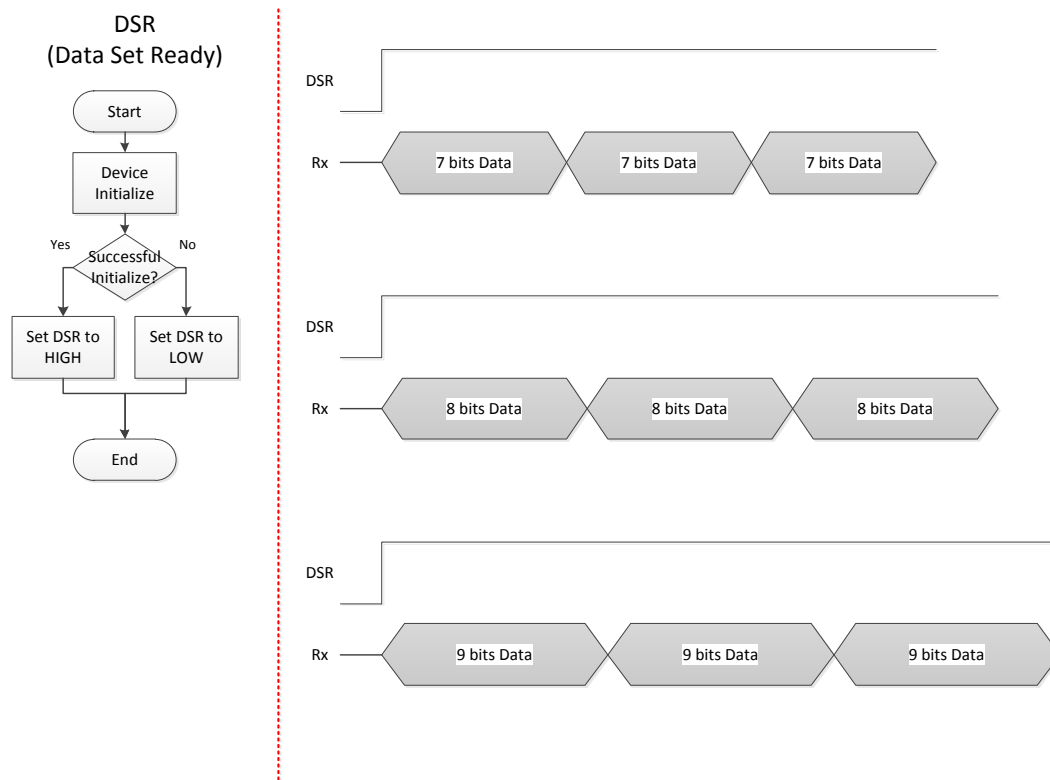 DSR
(Data Set Ready)
Start
Device
Initialize
Yes
No
Successful
Initialize?
Set DSR to
HIGH
Set DSR to
LOW
End
DSR
Rx
7 bits Data
7 bits Data
7 bits Data
DSR
Rx
8 bits Data
8 bits Data
8 bits Data
DSR
Rx
9 bits Data
9 bits Data
9 bits Data